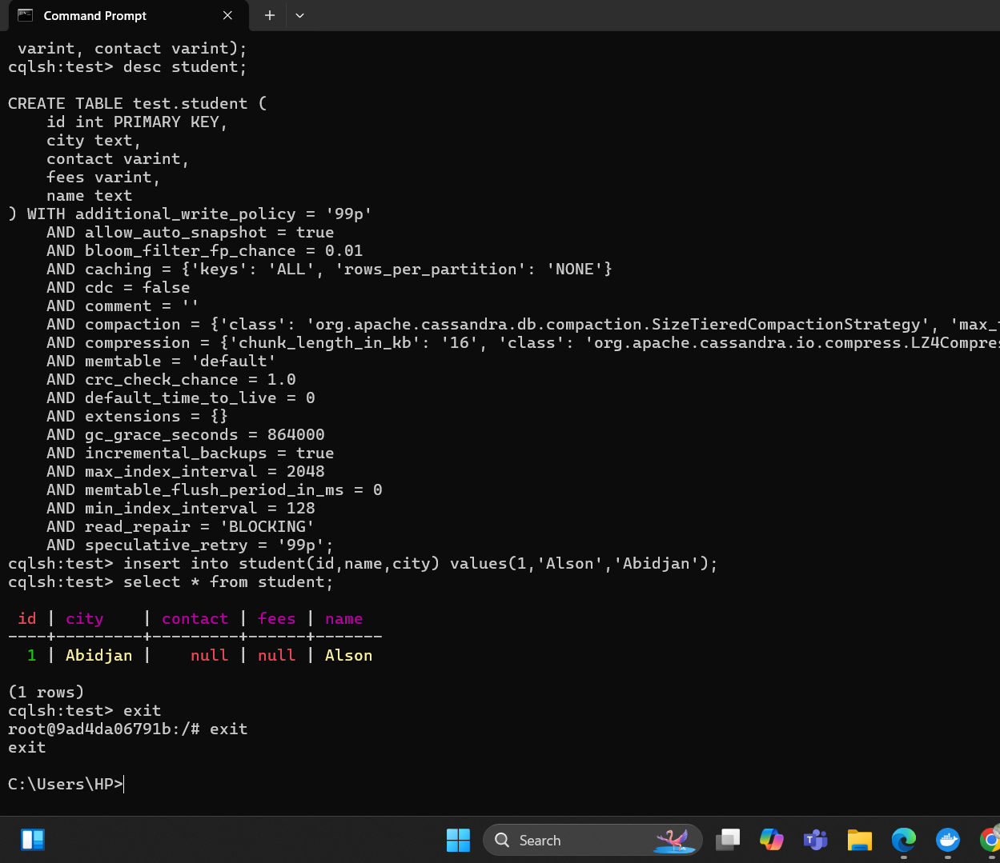 Command Prompt
 varint, contact varint);
cqlsh:test> desc student;
CREATE TABLE test.student (
    id int PRIMARY KEY,
    city text,
    contact varint,
    fees varint,
    name text
) WITH additional_write_policy = '99p'
    AND allow_auto_snapshot = true
    AND bloom_filter_fp_chance = 0.01
    AND caching = {'keys': 'ALL', 'rows_per_partition': 'NONE'}
    AND cdc = false
    AND comment = ''
    AND compaction = {'class': 'org.apache.cassandra.db.compaction.SizeTieredCompactionStrategy', 'max_
    AND compression = {'chunk_length_in_kb': '16', 'class': 'org.apache.cassandra.io.compress.LZ4Compres
    AND memtable = 'default'
    AND crc_check_chance = 1.0
    AND default_time_to_live = 0
    AND extensions = {}
    AND gc_grace_seconds = 864000
    AND incremental_backups = true
    AND max_index_interval = 2048
    AND memtable_flush_period_in_ms = 0
    AND min_index_interval = 128
    AND read_repair = 'BLOCKING'
    AND speculative_retry = '99p';
cqlsh:test> insert into student(id,name,city) values(1,'Alson','Abidjan');
cqlsh:test> select * from student;
 id | city    | contact | fees | name
----+---------+---------+------+-------
  1 | Abidjan |    null | null | Alson
(1 rows)
cqlsh:test> exit
root@9ad4da06791b:/# exit
exit
C:\Users\HP>
Search